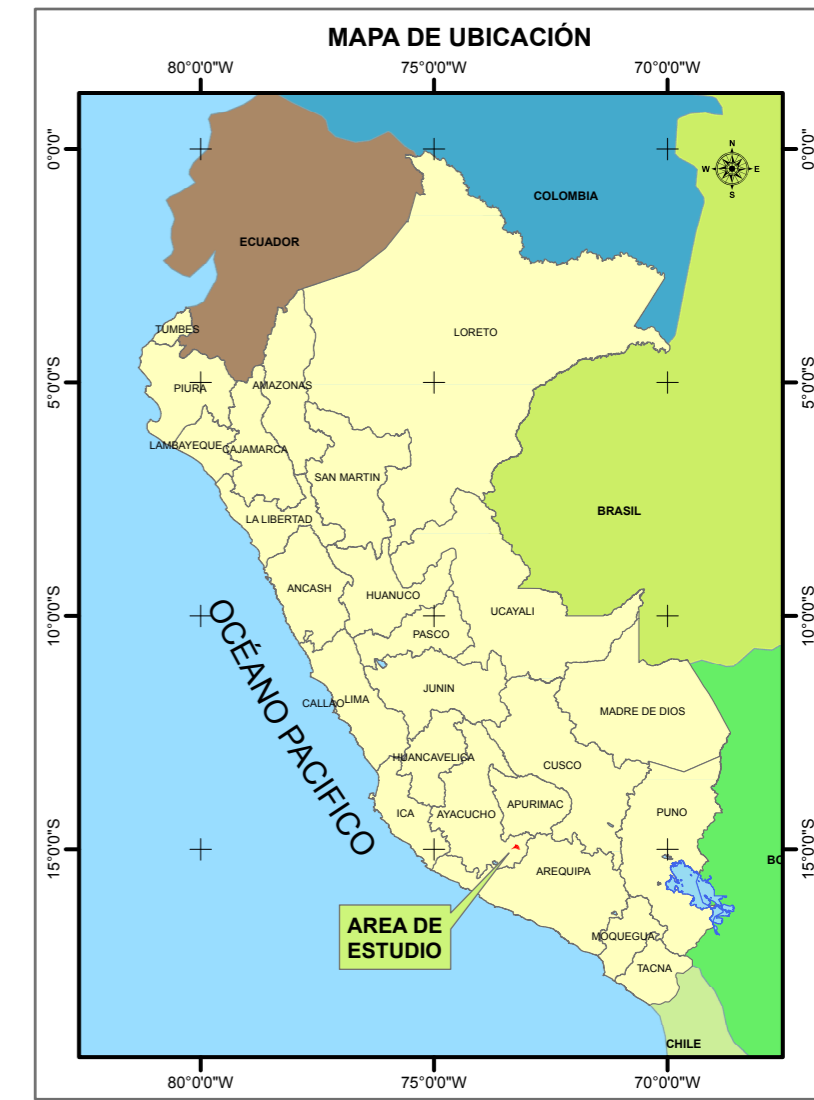 MAPA DE UBICACIÓN
80°0'0"W
75°0'0"W
70°0'0"W
0°0'0"
0°0'0"
N
W
E
S
COLOMBIA
ECUADOR
LORETO
TUMBES
5°0'0"S
5°0'0"S
PIURA
AMAZONAS
LAMBAYEQUE
CAJAMARCA
SAN MARTIN
BRASIL
LA LIBERTAD
ANCASH
HUANUCO
UCAYALI
10°0'0"S
10°0'0"S
PASCO
OCÉANO PACIFICO
JUNIN
CALLAO
LIMA
MADRE DE DIOS
HUANCAVELICA
CUSCO
ICA
AYACUCHO
APURIMAC
PUNO
15°0'0"S
15°0'0"S
BO
AREQUIPA
AREA DE
ESTUDIO
MOQUEGUA
TACNA
CHILE
80°0'0"W
75°0'0"W
70°0'0"W